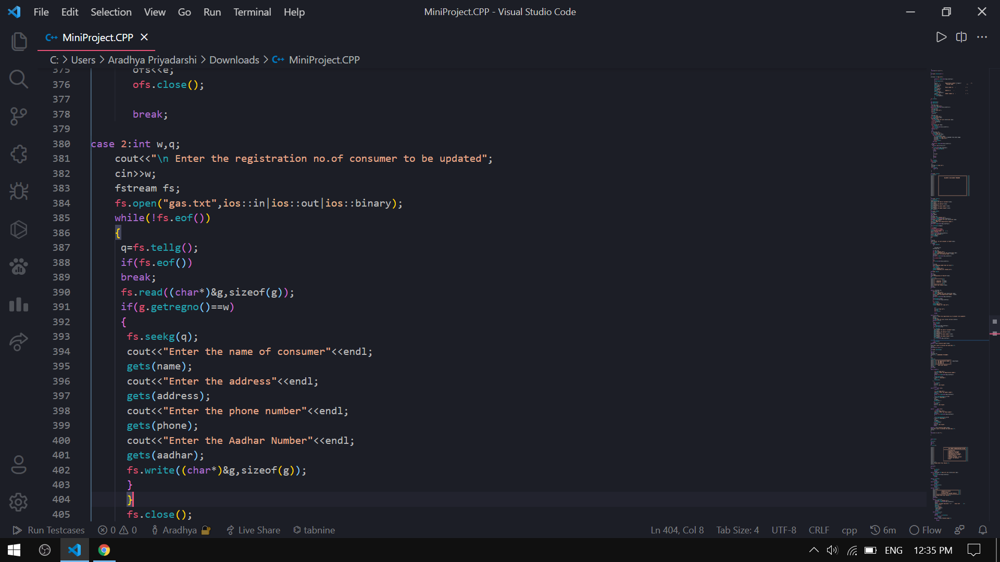 File Edit Selection View Go Run Terminal Help MiniProject.CPP - Visual Studio Code
C++ MiniProject.CPP
C: > Users > Aradhya Priyadarshi > Downloads > C++ MiniProject.CPP
375 ofs<<e;
376 ofs.close();
377
378 break;
379
380 case 2:int w,q;
381 cout<<"\n Enter the registration no.of consumer to be updated";
382 cin>>w;
383 fstream fs;
384 fs.open("gas.txt",ios::in|ios::out|ios::binary);
385 while(!fs.eof())
386 {
387 q=fs.tellg();
388 if(fs.eof())
389 break;
390 fs.read((char*)&g,sizeof(g));
391 if(g.getregno()==w)
392 {
393 fs.seekg(q);
394 cout<<"Enter the name of consumer"<<endl;
395 gets(name);
396 cout<<"Enter the address"<<endl;
397 gets(address);
398 cout<<"Enter the phone number"<<endl;
399 gets(phone);
400 cout<<"Enter the Aadhar Number"<<endl;
401 gets(aadhar);
402 fs.write((char*)&g,sizeof(g));
403 }
404 }
405 fs.close();
Run Testcases 0 0 Aradhya Live Share tabnine Ln 404, Col 8 Tab Size: 4 UTF-8 CRLF cpp 6m Flow
ENG 12:35 PM